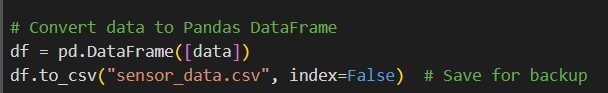 # Convert data to Pandas DataFrame
df = pd.DataFrame([data])
df.to_csv("sensor_data.csv", index=False)  # Save for backup